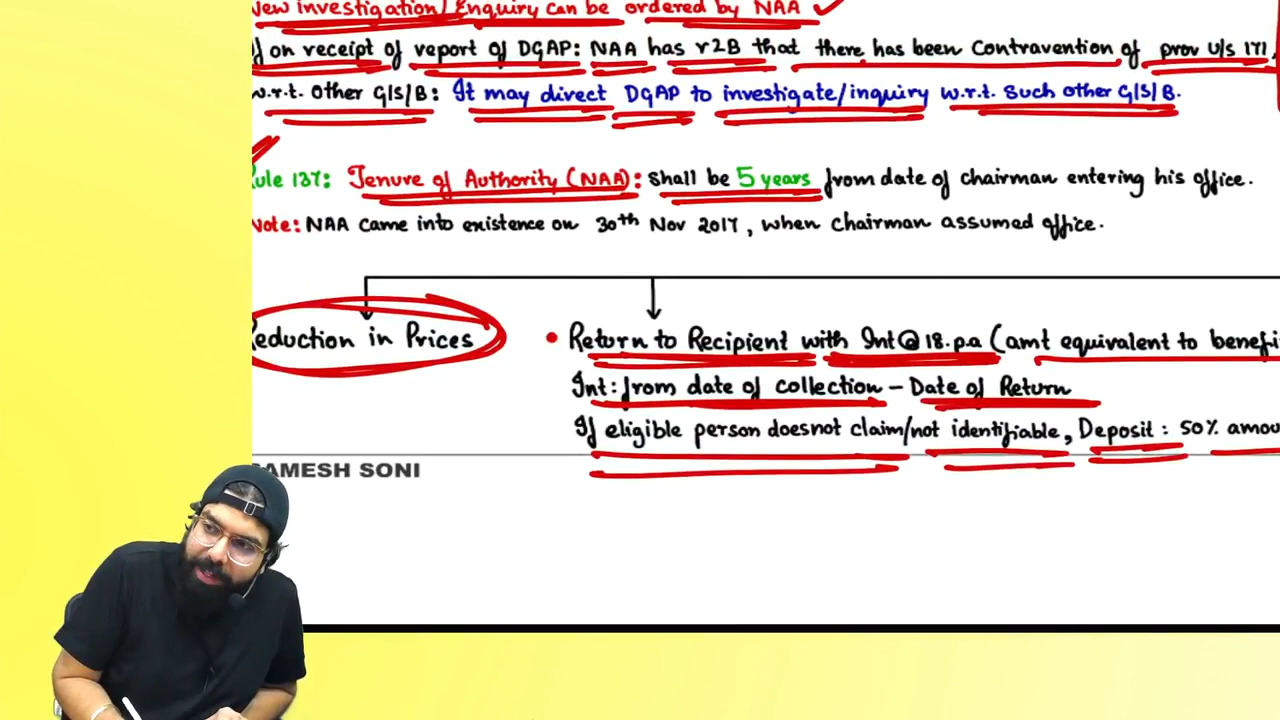 New investigation/Enquiry can be ordered by NAA
If on receipt of report of DGAP: NAA has r2B that there has been Contravention of prov U/s 171,
w.r.t. Other G/S/B: It may direct DGAP to investigate/inquiry w.r.t. Such other G/S/B.
Rule 137: Tenure of Authority (NAA): Shall be 5 years from date of chairman entering his office.
Note: NAA came into existence on 30th Nov 2017, when Chairman assumed office.
Reduction in Prices
• Return to Recipient with Int@ 18.p.a (amt equivalent to benefi
Int: from date of collection – Date of Return
If eligible person doesnot claim/not identifiable, Deposit: 50% amou
RAMESH SONI